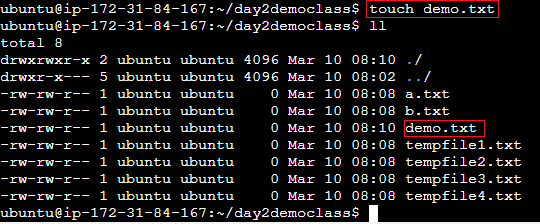 ubuntu@ip-172-31-84-167:~/day2democlass$ touch demo.txt
ubuntu@ip-172-31-84-167:~/day2democlass$ ll
total 8
drwxrwxr-x 2 ubuntu ubuntu 4096 Mar 10 08:10 ./
drwxr-x--- 5 ubuntu ubuntu 4096 Mar 10 08:02 ../
-rw-rw-r-- 1 ubuntu ubuntu    0 Mar 10 08:08 a.txt
-rw-rw-r-- 1 ubuntu ubuntu    0 Mar 10 08:08 b.txt
-rw-rw-r-- 1 ubuntu ubuntu    0 Mar 10 08:10 demo.txt
-rw-rw-r-- 1 ubuntu ubuntu    0 Mar 10 08:08 tempfile1.txt
-rw-rw-r-- 1 ubuntu ubuntu    0 Mar 10 08:08 tempfile2.txt
-rw-rw-r-- 1 ubuntu ubuntu    0 Mar 10 08:08 tempfile3.txt
-rw-rw-r-- 1 ubuntu ubuntu    0 Mar 10 08:08 tempfile4.txt
ubuntu@ip-172-31-84-167:~/day2democlass$